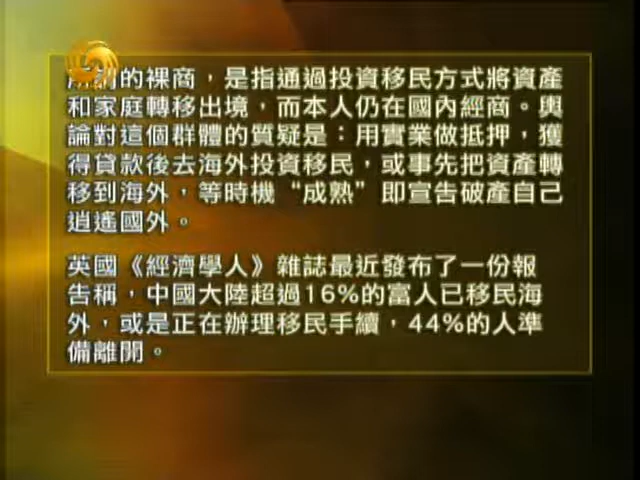 所謂的裸商，是指通過投資移民方式將資產
和家庭轉移出境，而本人仍在國內經商。輿
論對這個群體的質疑是：用實業做抵押，獲
得貸款後去海外投資移民，或事先把資產轉
移到海外，等時機“成熟”即宣告破產自己
逍遙國外。
英國《經濟學人》雜誌最近發布了一份報
告稱，中國大陸超過16%的富人已移民海
外，或是正在辦理移民手續，44%的人準
備離開。